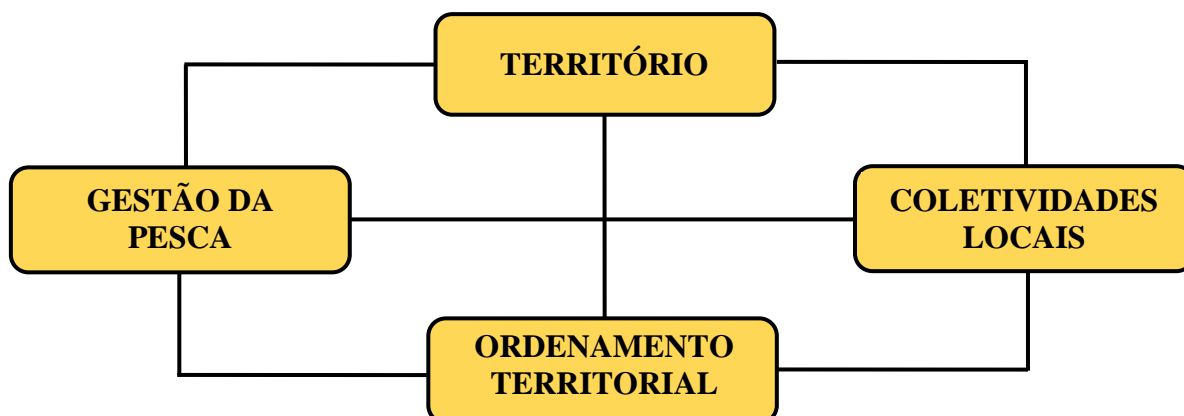 TERRITÓRIO
GESTÃO DA
PESCA
COLETIVIDADES
LOCAIS
ORDENAMENTO
TERRITORIAL